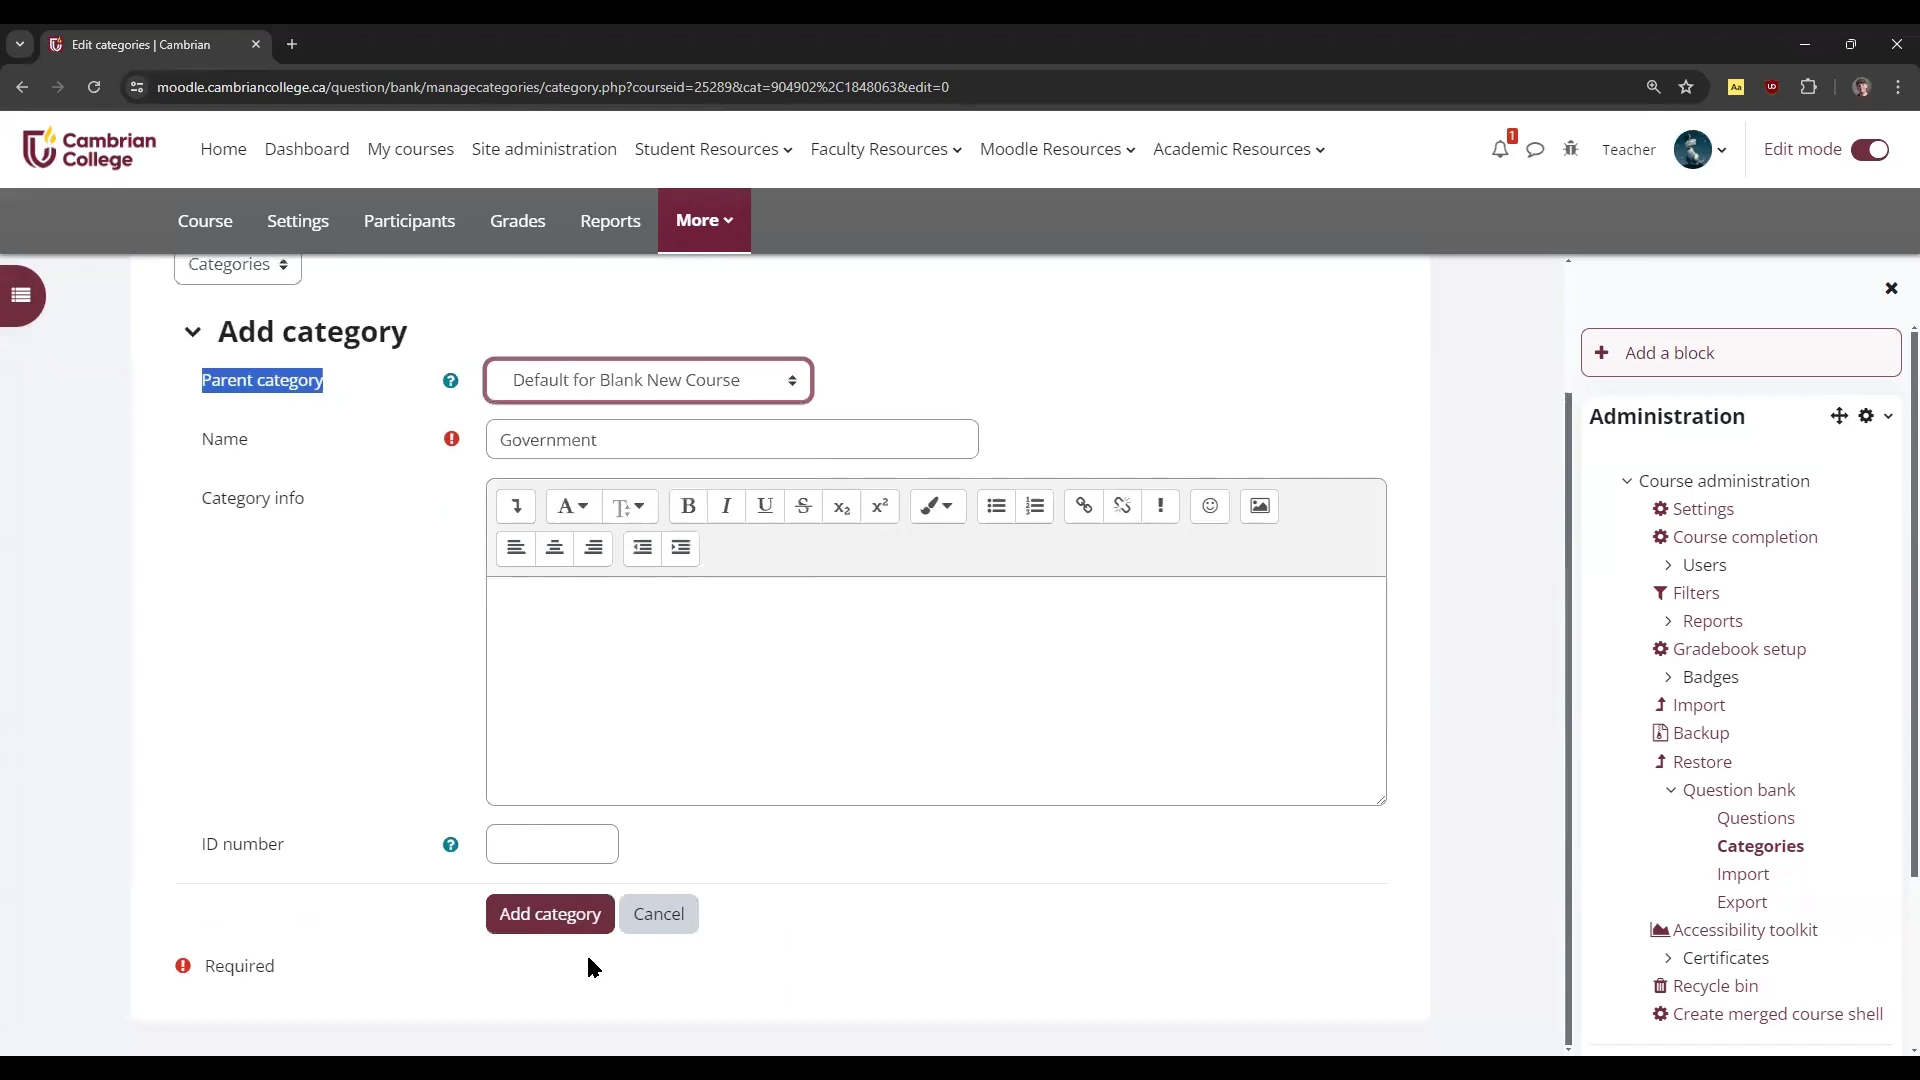 Edit categories | Cambrian
moodle.cambriancollege.ca/question/bank/managecategories/category.php?courseid=25289&cat=904902%2C1848063&edit=0
Aa
Cambrian
College
Home Dashboard My courses Site administration Student Resources Faculty Resources Moodle Resources Academic Resources
1
Teacher
Edit mode
Course Settings Participants Grades Reports More
Categories
Add category
Parent category
Default for Blank New Course
Name
Government
Category info
ID number
Add category
Cancel
Required
Add a block
Administration
Course administration
Settings
Course completion
Users
Filters
Reports
Gradebook setup
Badges
Import
Backup
Restore
Question bank
Questions
Categories
Import
Export
Accessibility toolkit
Certificates
Recycle bin
Create merged course shell